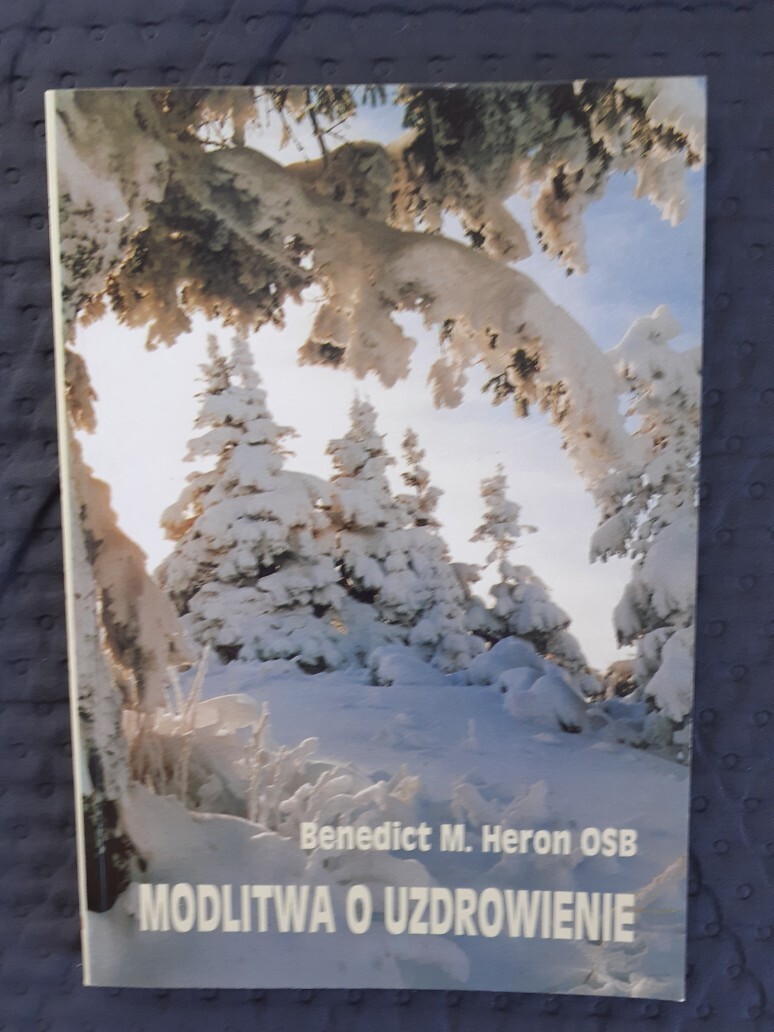 Benedict M. Heron OSB
MODLITWA O UZDROWIENIE